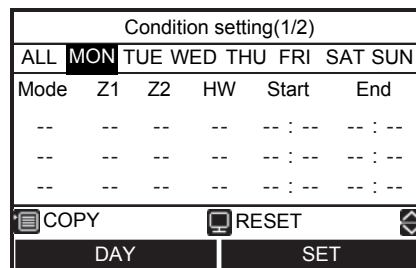 Condition setting(1/2)
ALL MON TUE WED THU FRI SAT SUN
Mode Z1 Z2 HW Start End
-- -- -- -- -- : -- -- : --
-- -- -- -- -- : -- -- : --
-- -- -- -- -- : -- -- : --
COPY RESET
DAY SET